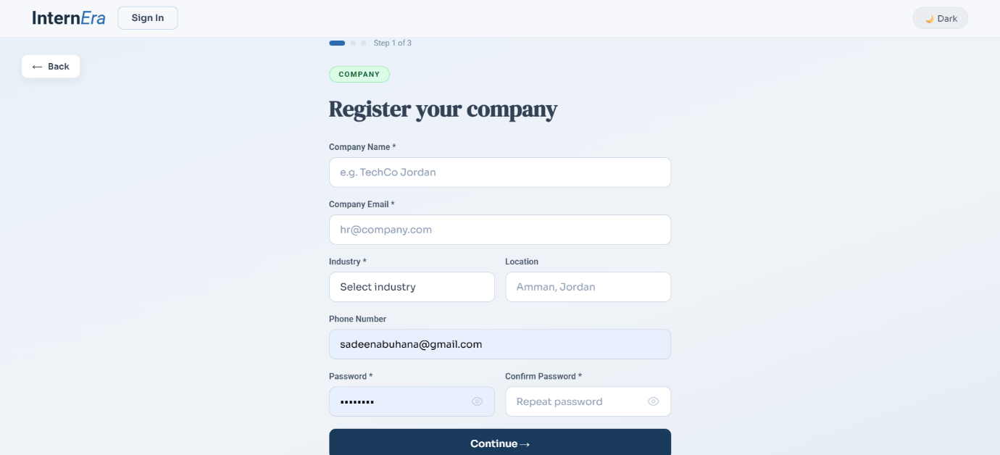 InternEra Sign In 🌙 Dark
Step 1 of 3
← Back
COMPANY
Register your company
Company Name *
e.g. TechCo Jordan
Company Email *
hr@company.com
Industry * Location
Select industry Amman, Jordan
Phone Number
sadeenabuhana@gmail.com
Password * Confirm Password *
•••••••• Repeat password
Continue →